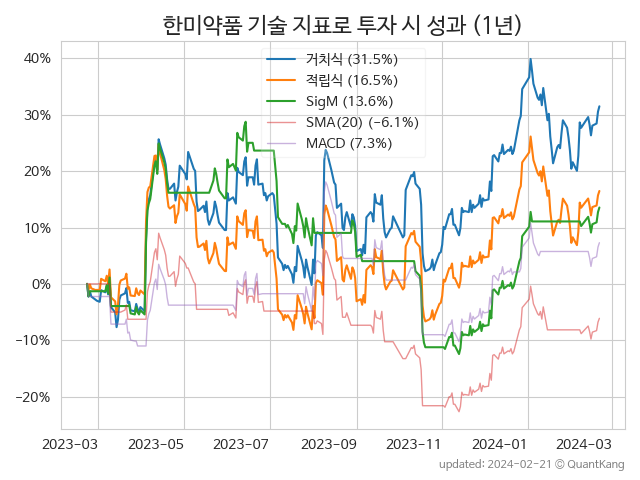 한미약품 기술 지표로 투자 시 성과 (1년)
거치식 (31.5%)
적립식 (16.5%)
SigM (13.6%)
SMA(20) (−6.1%)
MACD (7.3%)
40%
30%
20%
10%
0%
−10%
−20%
2023-03 2023-05 2023-07 2023-09 2023-11 2024-01 2024-03
updated: 2024-02-21 © QuantKang